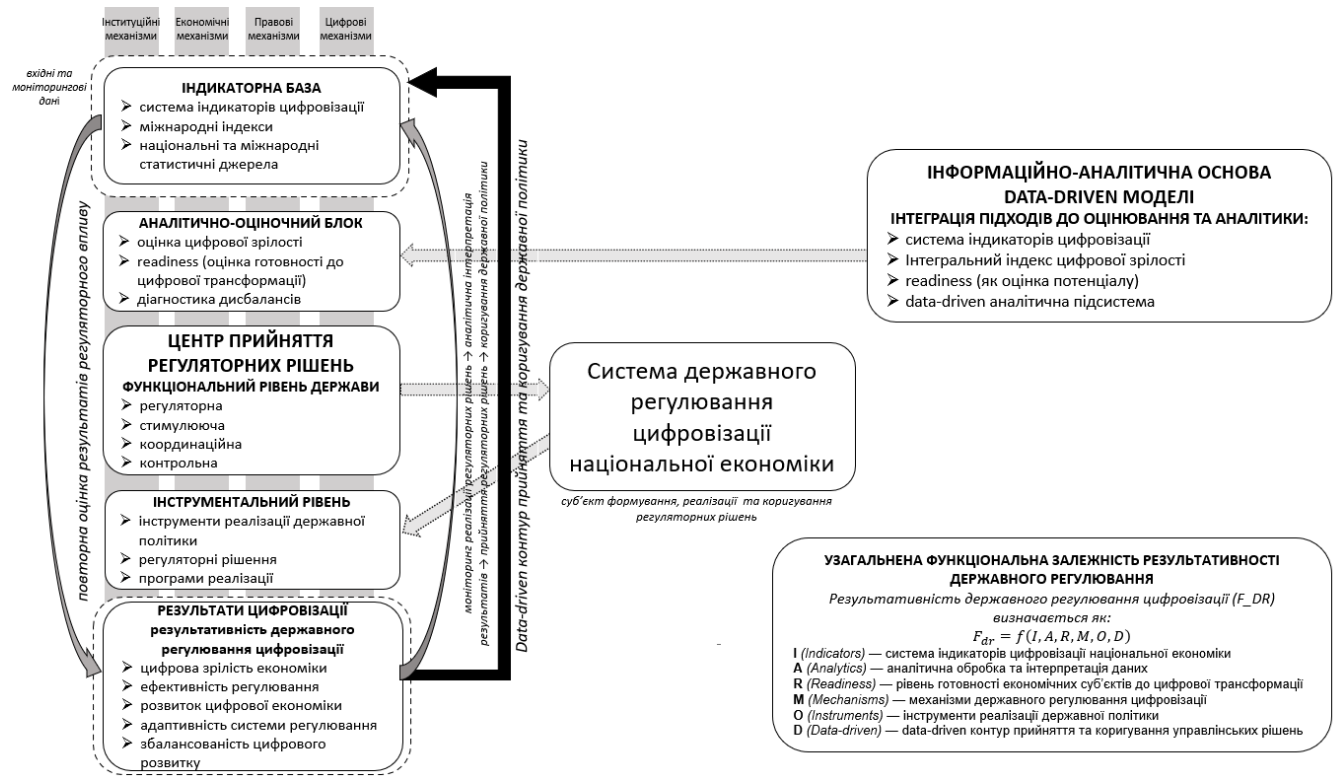 Інституційні механізми
Економічні механізми
Правові механізми
Цифрові механізми
вхідні та
моніторингові
дані
ІНДИКАТОРНА БАЗА
➢ система індикаторів цифровізації
➢ міжнародні індекси
➢ національні та міжнародні
статистичні джерела
АНАЛІТИЧНО-ОЦІНОЧНИЙ БЛОК
➢ оцінка цифрової зрілості
➢ readiness (оцінка готовності до
цифрової трансформації)
➢ діагностика дисбалансів
ЦЕНТР ПРИЙНЯТТЯ
РЕГУЛЯТОРНИХ РІШЕНЬ
ФУНКЦІОНАЛЬНИЙ РІВЕНЬ ДЕРЖАВИ
➢ регуляторна
➢ стимулююча
➢ координаційна
➢ контрольна
ІНСТРУМЕНТАЛЬНИЙ РІВЕНЬ
➢ інструменти реалізації державної
політики
➢ регуляторні рішення
➢ програми реалізації
РЕЗУЛЬТАТИ ЦИФРОВІЗАЦІЇ
результативність державного
регулювання цифровізації
➢ цифрова зрілість економіки
➢ ефективність регулювання
➢ розвиток цифрової економіки
➢ адаптивність системи регулювання
➢ збалансованість цифрового
розвитку
повторна оцінка результатів регуляторного впливу
моніторинг реалізації регуляторних рішень → аналітична інтерпретація
результатів → прийняття регуляторних рішень → коригування державної політики
Data-driven контур прийняття та коригування державної політики
ІНФОРМАЦІЙНО-АНАЛІТИЧНА ОСНОВА
DATA-DRIVEN МОДЕЛІ
ІНТЕГРАЦІЯ ПІДХОДІВ ДО ОЦІНЮВАННЯ ТА АНАЛІТИКИ:
➢ система індикаторів цифровізації
➢ Інтегральний індекс цифрової зрілості
➢ readiness (як оцінка потенціалу)
➢ data-driven аналітична підсистема
Система державного
регулювання
цифровізації
національної економіки
суб’єкт формування, реалізації та коригування
регуляторних рішень
УЗАГАЛЬНЕНА ФУНКЦІОНАЛЬНА ЗАЛЕЖНІСТЬ РЕЗУЛЬТАТИВНОСТІ
ДЕРЖАВНОГО РЕГУЛЮВАННЯ
Результативність державного регулювання цифровізації (F_DR)
визначається як:
F_dr = f(I, A, R, M, O, D)
I (Indicators) — система індикаторів цифровізації національної економіки
A (Analytics) — аналітична обробка та інтерпретація даних
R (Readiness) — рівень готовності економічних суб’єктів до цифрової трансформації
M (Mechanisms) — механізми державного регулювання цифровізації
O (Instruments) — інструменти реалізації державної політики
D (Data-driven) — data-driven контур прийняття та коригування управлінських рішень